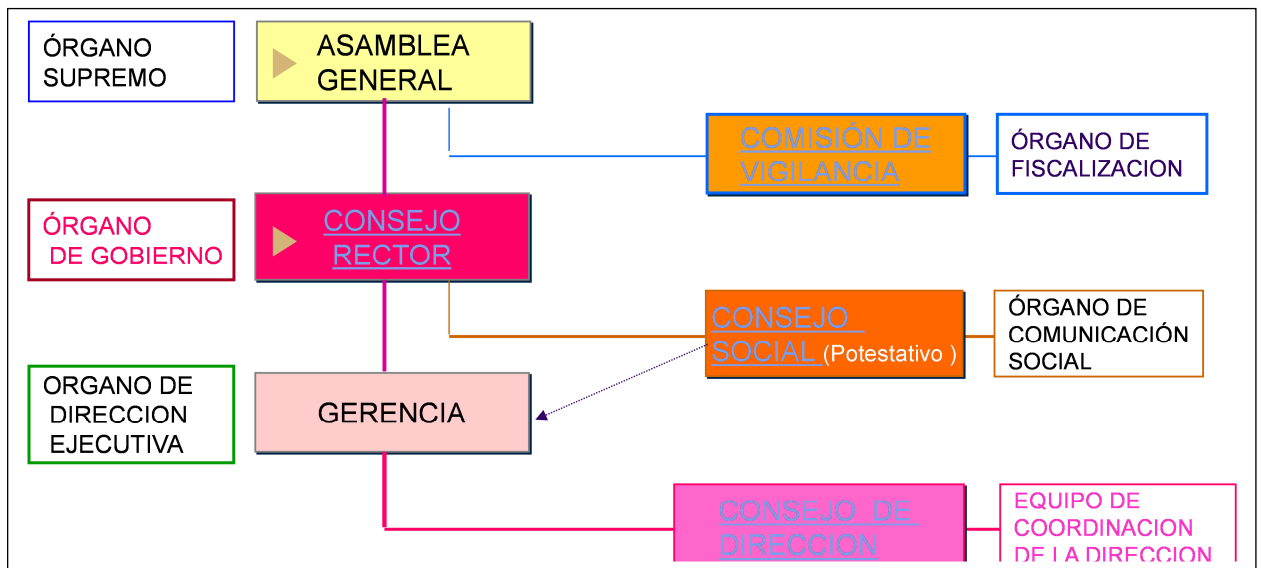 ÓRGANO
SUPREMO
ASAMBLEA
GENERAL
COMISIÓN DE
VIGILANCIA
ÓRGANO DE
FISCALIZACION
ÓRGANO
DE GOBIERNO
CONSEJO
RECTOR
CONSEJO
SOCIAL (Potestativo )
ÓRGANO DE
COMUNICACIÓN
SOCIAL
ORGANO DE
DIRECCION
EJECUTIVA
GERENCIA
CONSEJO DE
DIRECCION
EQUIPO DE
COORDINACION
DE LA DIRECCION